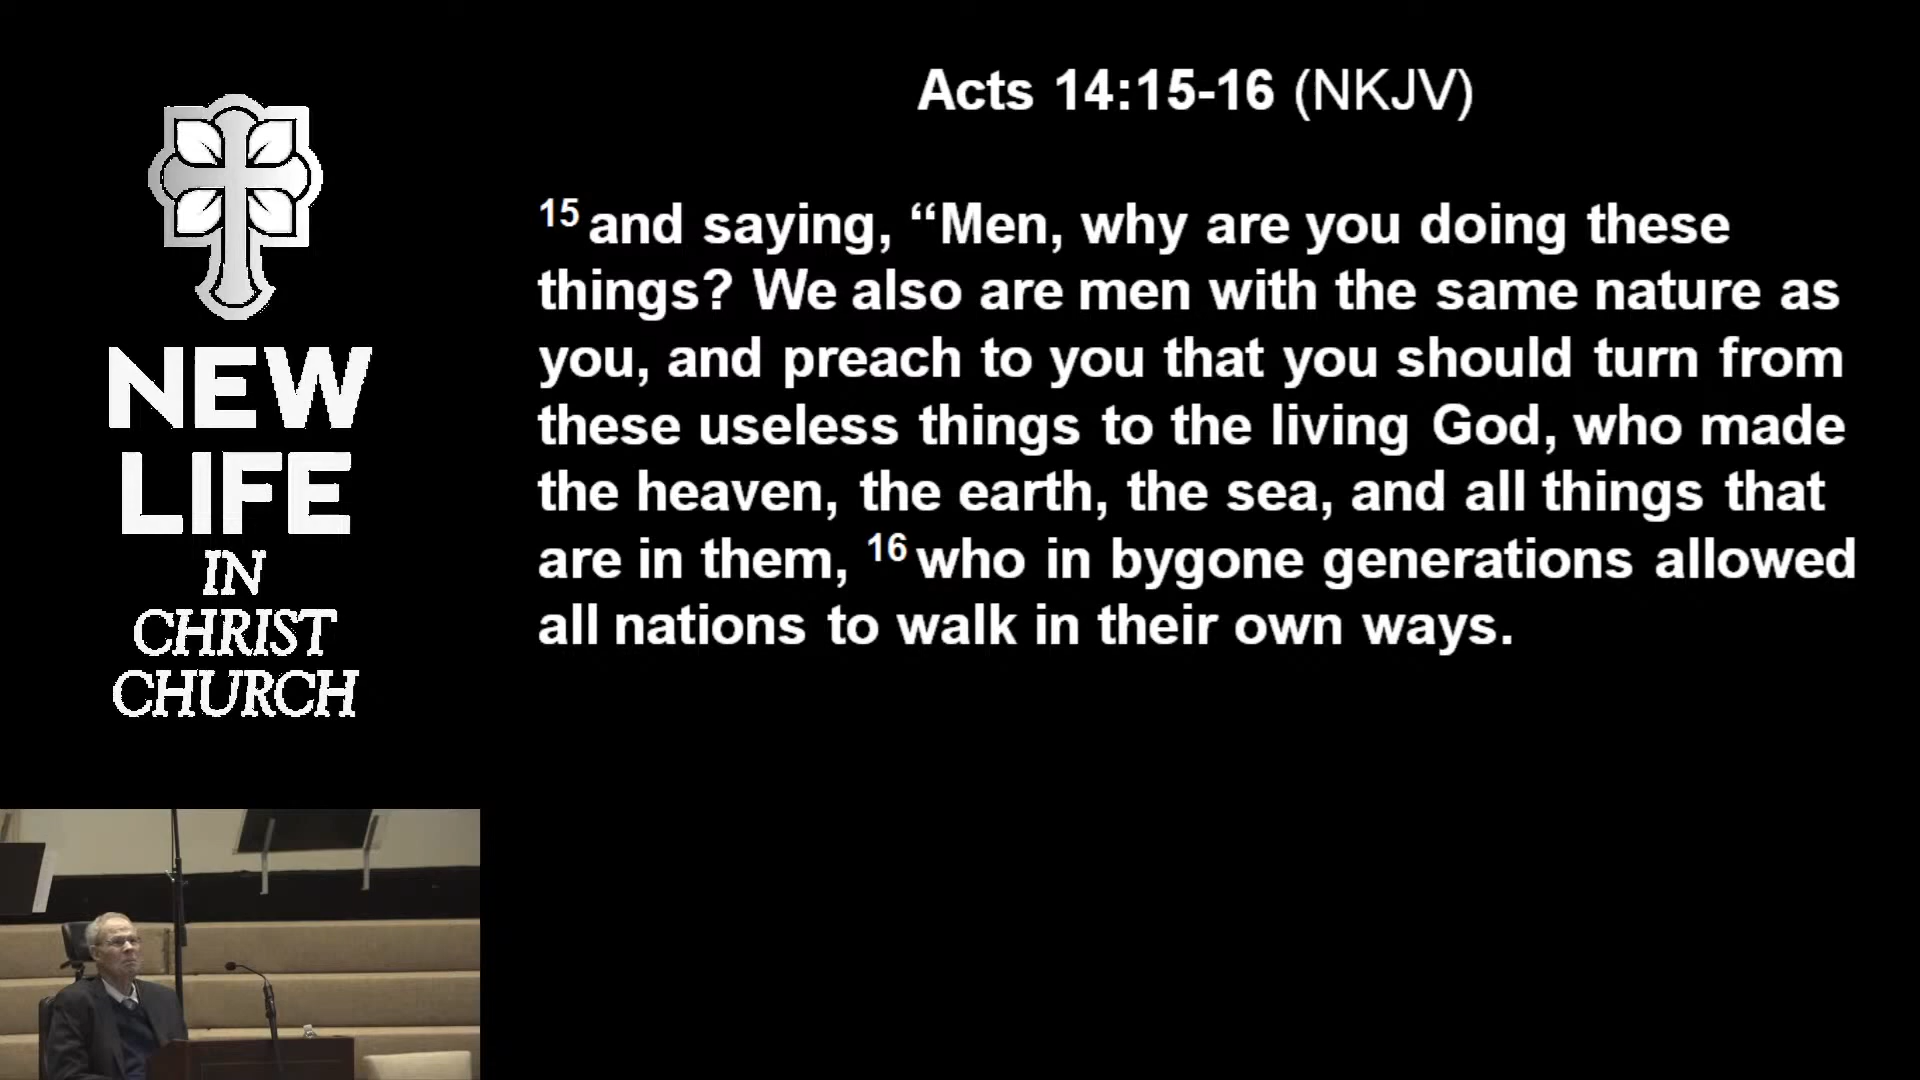 Acts 14:15-16 (NKJV)
15 and saying, “Men, why are you doing these
things? We also are men with the same nature as
you, and preach to you that you should turn from
these useless things to the living God, who made
the heaven, the earth, the sea, and all things that
are in them, 16 who in bygone generations allowed
all nations to walk in their own ways.
NEW
LIFE
IN
CHRIST
CHURCH